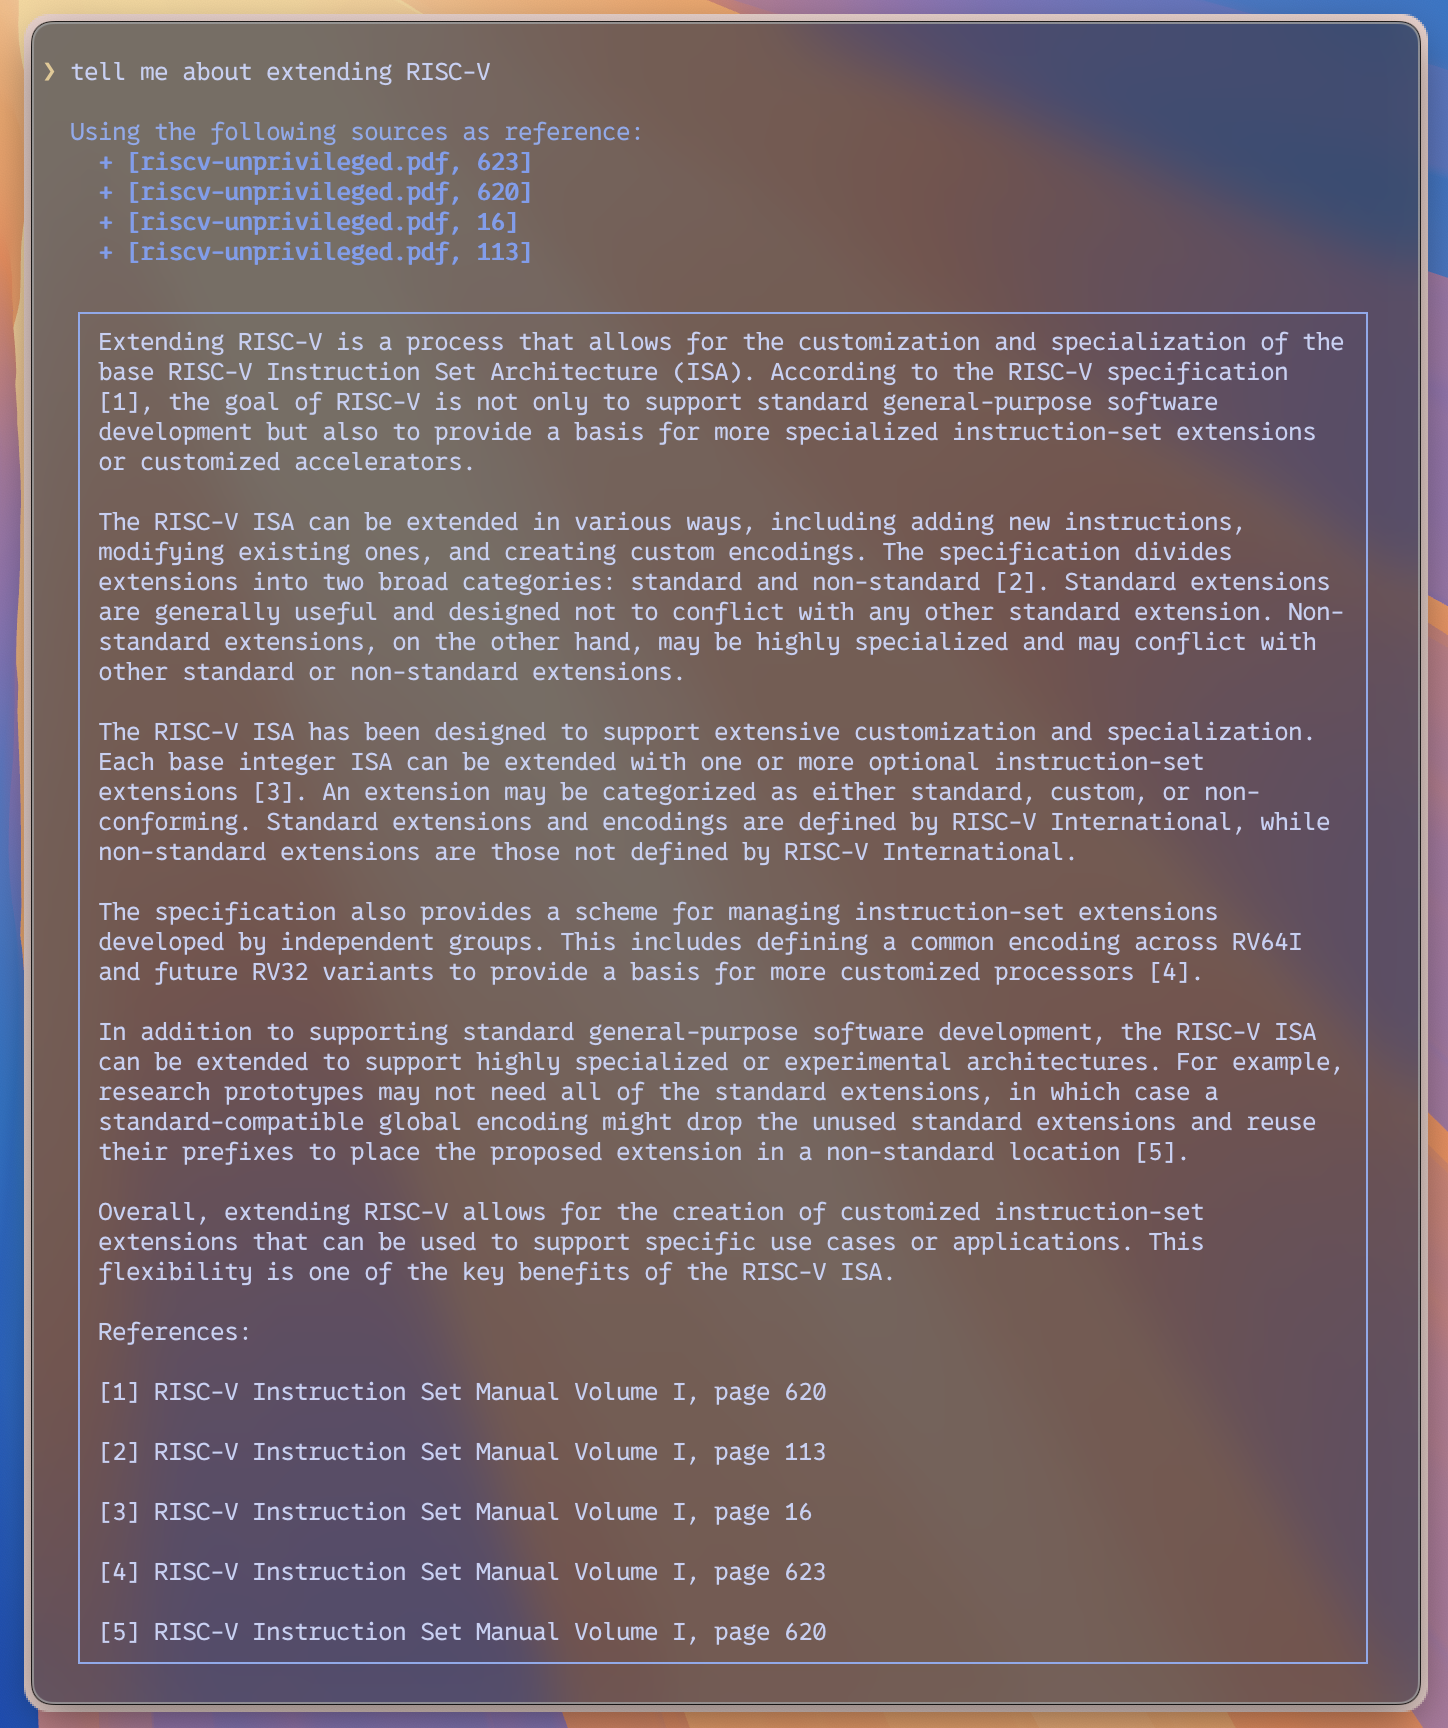 ❯ tell me about extending RISC-V
Using the following sources as reference:
+ [riscv-unprivileged.pdf, 623]
+ [riscv-unprivileged.pdf, 620]
+ [riscv-unprivileged.pdf, 16]
+ [riscv-unprivileged.pdf, 113]
Extending RISC-V is a process that allows for the customization and specialization of the
base RISC-V Instruction Set Architecture (ISA). According to the RISC-V specification
[1], the goal of RISC-V is not only to support standard general-purpose software
development but also to provide a basis for more specialized instruction-set extensions
or customized accelerators.
The RISC-V ISA can be extended in various ways, including adding new instructions,
modifying existing ones, and creating custom encodings. The specification divides
extensions into two broad categories: standard and non-standard [2]. Standard extensions
are generally useful and designed not to conflict with any other standard extension. Non-
standard extensions, on the other hand, may be highly specialized and may conflict with
other standard or non-standard extensions.
The RISC-V ISA has been designed to support extensive customization and specialization.
Each base integer ISA can be extended with one or more optional instruction-set
extensions [3]. An extension may be categorized as either standard, custom, or non-
conforming. Standard extensions and encodings are defined by RISC-V International, while
non-standard extensions are those not defined by RISC-V International.
The specification also provides a scheme for managing instruction-set extensions
developed by independent groups. This includes defining a common encoding across RV64I
and future RV32 variants to provide a basis for more customized processors [4].
In addition to supporting standard general-purpose software development, the RISC-V ISA
can be extended to support highly specialized or experimental architectures. For example,
research prototypes may not need all of the standard extensions, in which case a
standard-compatible global encoding might drop the unused standard extensions and reuse
their prefixes to place the proposed extension in a non-standard location [5].
Overall, extending RISC-V allows for the creation of customized instruction-set
extensions that can be used to support specific use cases or applications. This
flexibility is one of the key benefits of the RISC-V ISA.
References:
[1] RISC-V Instruction Set Manual Volume I, page 620
[2] RISC-V Instruction Set Manual Volume I, page 113
[3] RISC-V Instruction Set Manual Volume I, page 16
[4] RISC-V Instruction Set Manual Volume I, page 623
[5] RISC-V Instruction Set Manual Volume I, page 620